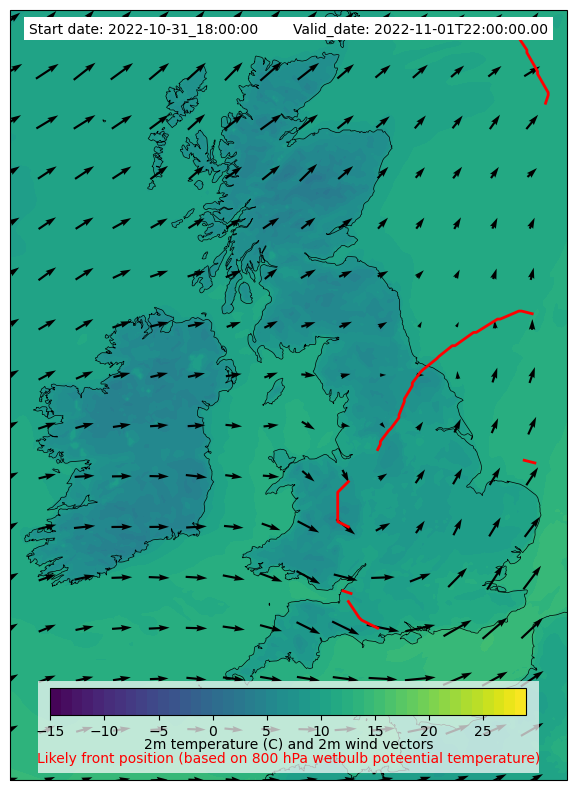 Start date: 2022-10-31_18:00:00 Valid_date: 2022-11-01T22:00:00.00
−15 −10 −5 0 5 10 15 20 25
2m temperature (C) and 2m wind vectors
Likely front position (based on 800 hPa wetbulb poteential temperature)